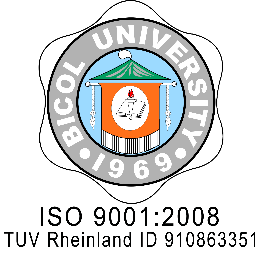 BICOL UNIVERSITY
• 1969 •
ISO 9001:2008
TUV Rheinland ID 910863351